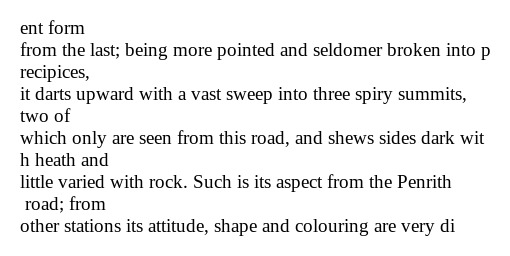 ent form
from the last; being more pointed and seldomer broken into p
recipices,
it darts upward with a vast sweep into three spiry summits,
two of
which only are seen from this road, and shews sides dark wit
h heath and
little varied with rock. Such is its aspect from the Penrith
 road; from
other stations its attitude, shape and colouring are very di